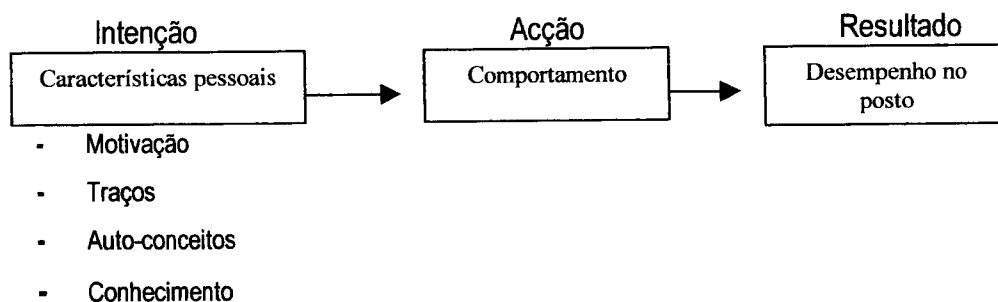 Intenção
Acção
Resultado
Características pessoais
Comportamento
Desempenho no
posto
- Motivação
- Traços
- Auto-conceitos
- Conhecimento